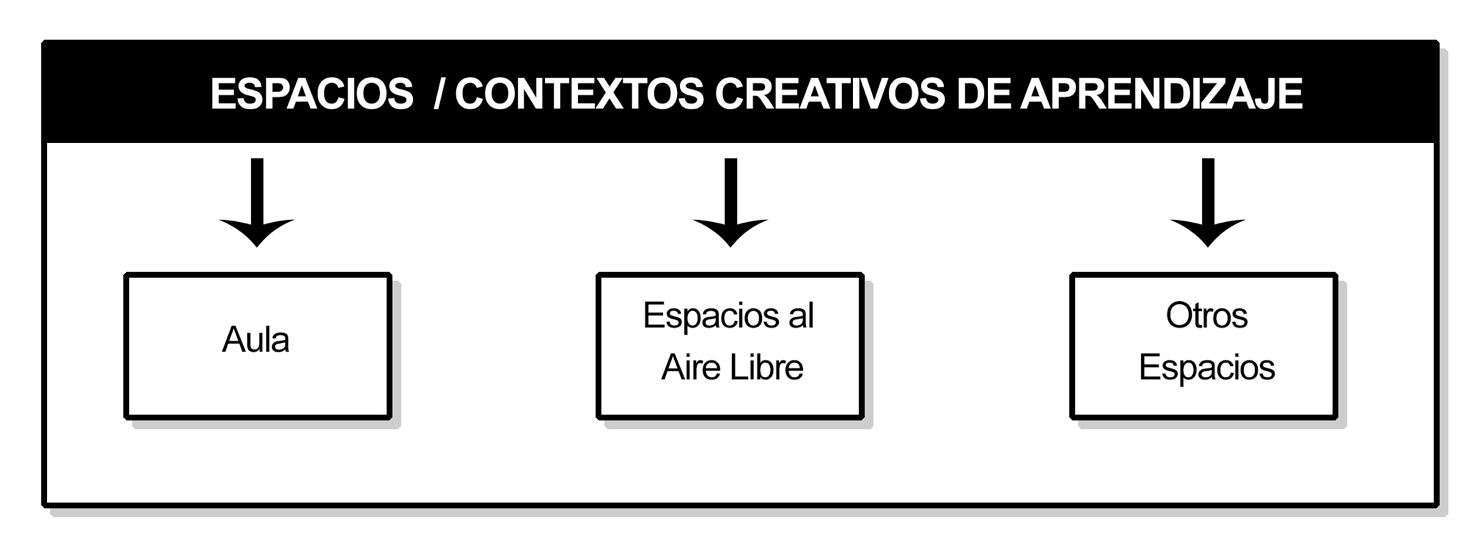 ESPACIOS / CONTEXTOS CREATIVOS DE APRENDIZAJE
Aula
Espacios al
Aire Libre
Otros
Espacios